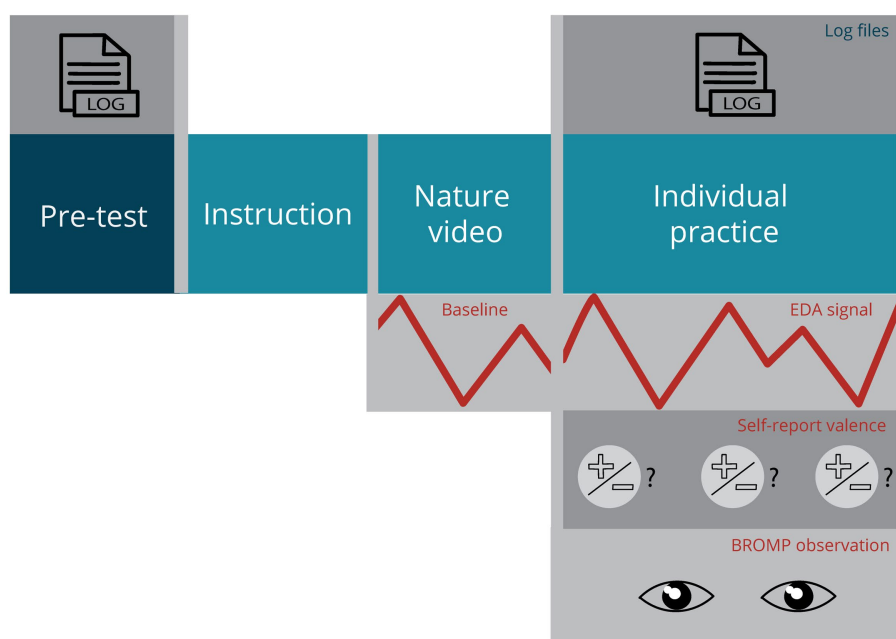 Log files
LOG
LOG
Pre-test
Instruction
Nature
video
Individual
practice
Baseline
EDA signal
Self-report valence
?
?
?
BROMP observation